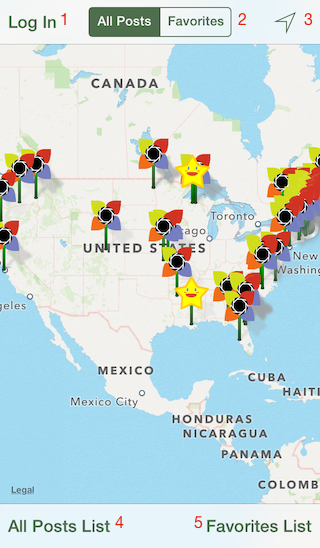 Log In 1 All Posts Favorites 2 3
CANADA
Toronto
cago
UNITED STATES
New
Washing
geles
MEXICO
CUBA
Mexico City
HAITI
HONDURAS
NICARAGUA
PANAMA
COLOMB
Legal
All Posts List 4 5 Favorites List